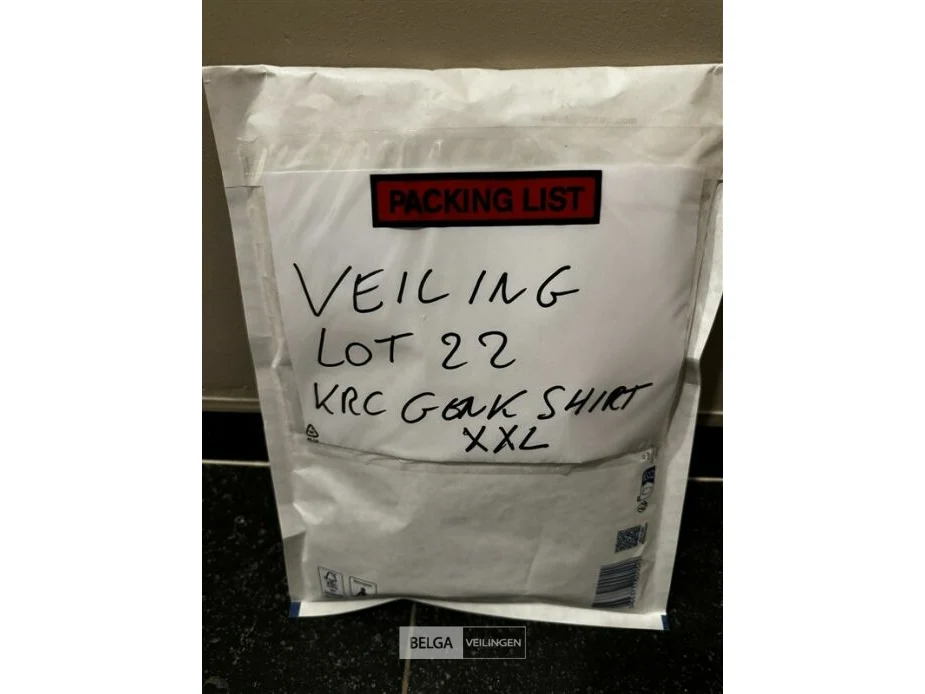 PACKING LIST
VEILING
LOT 22
KRC GENK SHIRT
XXL
BELGA VEILINGEN